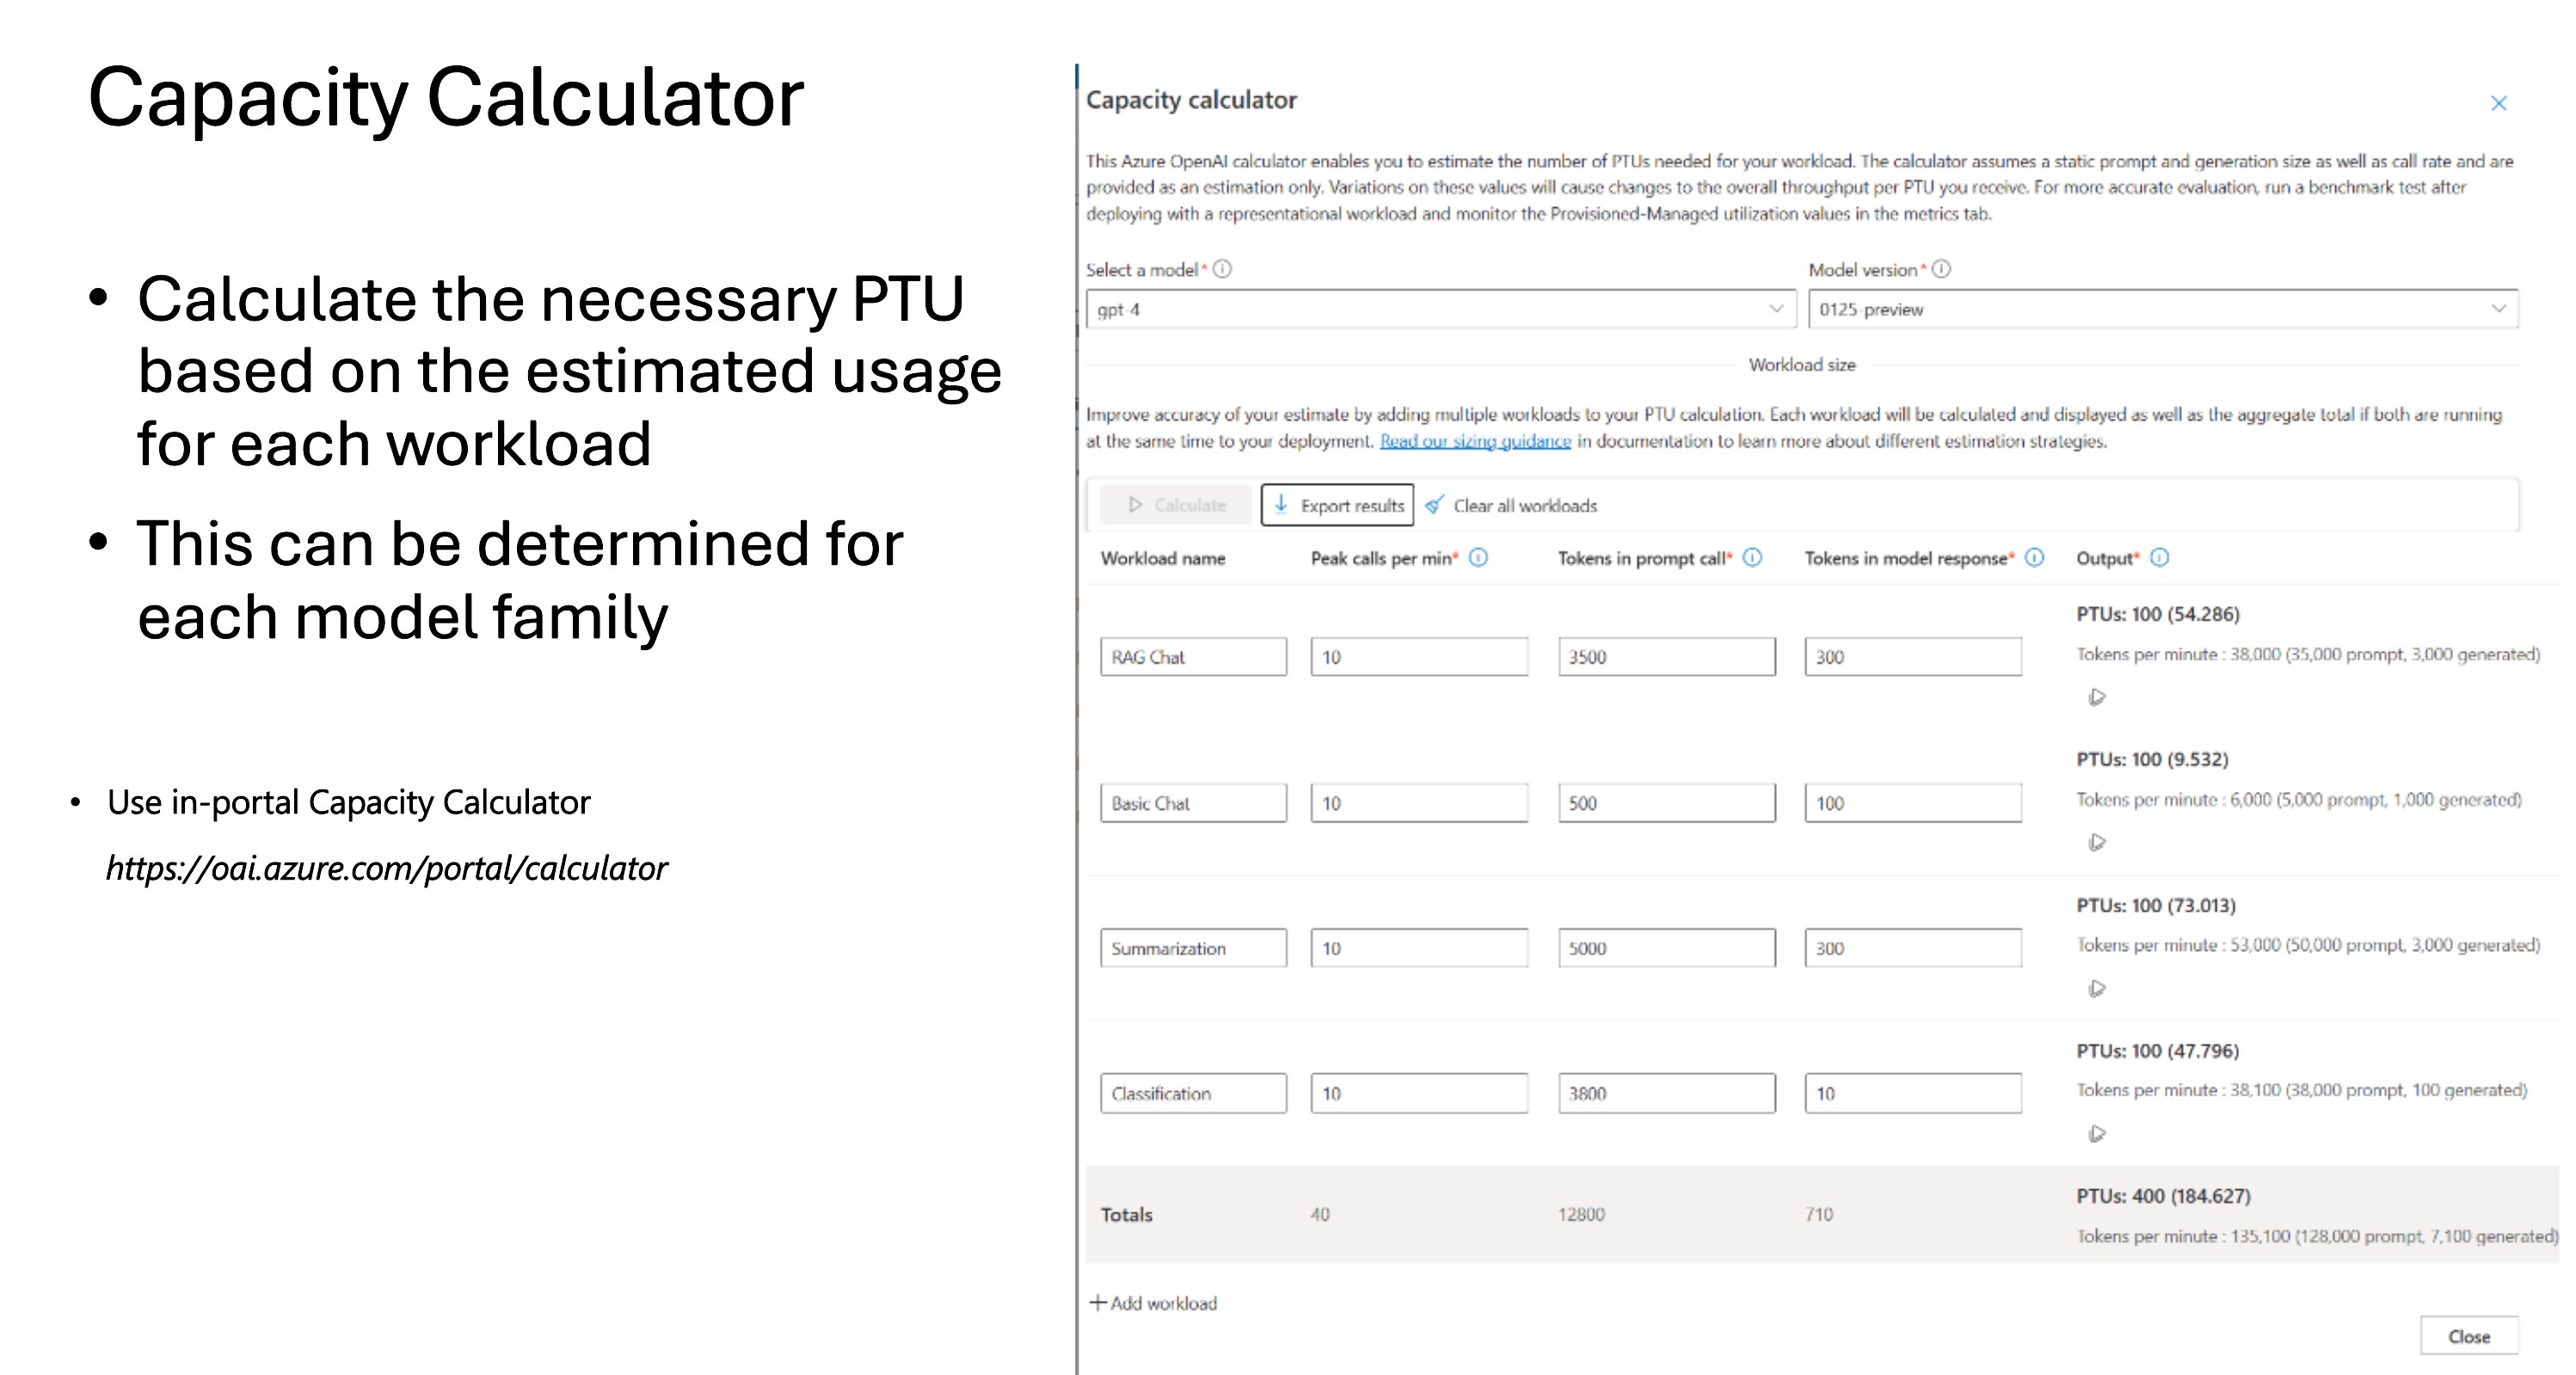 Capacity Calculator
• Calculate the necessary PTU
based on the estimated usage
for each workload
• This can be determined for
each model family
• Use in-portal Capacity Calculator
https://oai.azure.com/portal/calculator
Capacity calculator
This Azure OpenAI calculator enables you to estimate the number of PTUs needed for your workload. The calculator assumes a static prompt and generation size as well as call rate and are
provided as an estimation only. Variations on these values will cause changes to the overall throughput per PTU you receive. For more accurate evaluation, run a benchmark test after
deploying with a representational workload and monitor the Provisioned-Managed utilization values in the metrics tab.
Select a model* Model version*
gpt-4 0125-preview
Workload size
Improve accuracy of your estimate by adding multiple workloads to your PTU calculation. Each workload will be calculated and displayed as well as the aggregate total if both are running
at the same time to your deployment. Read our sizing guidance in documentation to learn more about different estimation strategies.
Calculate Export results Clear all workloads
Workload name Peak calls per min* Tokens in prompt call* Tokens in model response* Output*
PTUs: 100 (54.286)
RAG Chat 10 3500 300 Tokens per minute : 38,000 (35,000 prompt, 3,000 generated)
PTUs: 100 (9.532)
Basic Chat 10 500 100 Tokens per minute : 6,000 (5,000 prompt, 1,000 generated)
PTUs: 100 (73.013)
Summarization 10 5000 300 Tokens per minute : 53,000 (50,000 prompt, 3,000 generated)
PTUs: 100 (47.796)
Classification 10 3800 10 Tokens per minute : 38,100 (38,000 prompt, 100 generated)
PTUs: 400 (184.627)
Totals 40 12800 710 Tokens per minute : 135,100 (128,000 prompt, 7,100 generated)
+ Add workload
Close